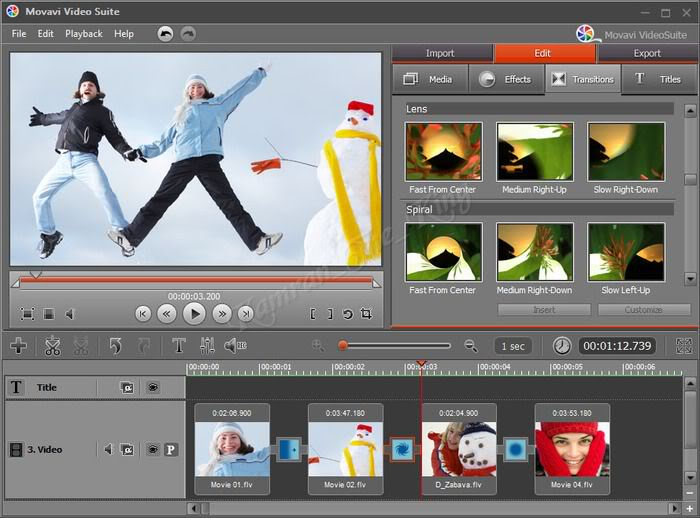 Movavi Video Suite
File Edit Playback Help
Movavi VideoSuite
Import Edit Export
Media Effects Transitions T Titles
Lens
Fast From Center Medium Right-Up Slow Right-Down
Spiral
Fast From Center Medium Right-Down Slow Left-Up
Insert Customize
00:00:03.200
Kamran_The_King
T
1 sec
00:01:12.739
00:00:00 00:00:01 00:00:02 00:00:03 00:00:04 00:00:05 00:00:06
T Title
3. Video P
0:02:06.900 0:03:47.180 0:02:04.900 0:03:53.180
Movie 01.flv Movie 02.flv D_Zabava.flv Movie 04.flv